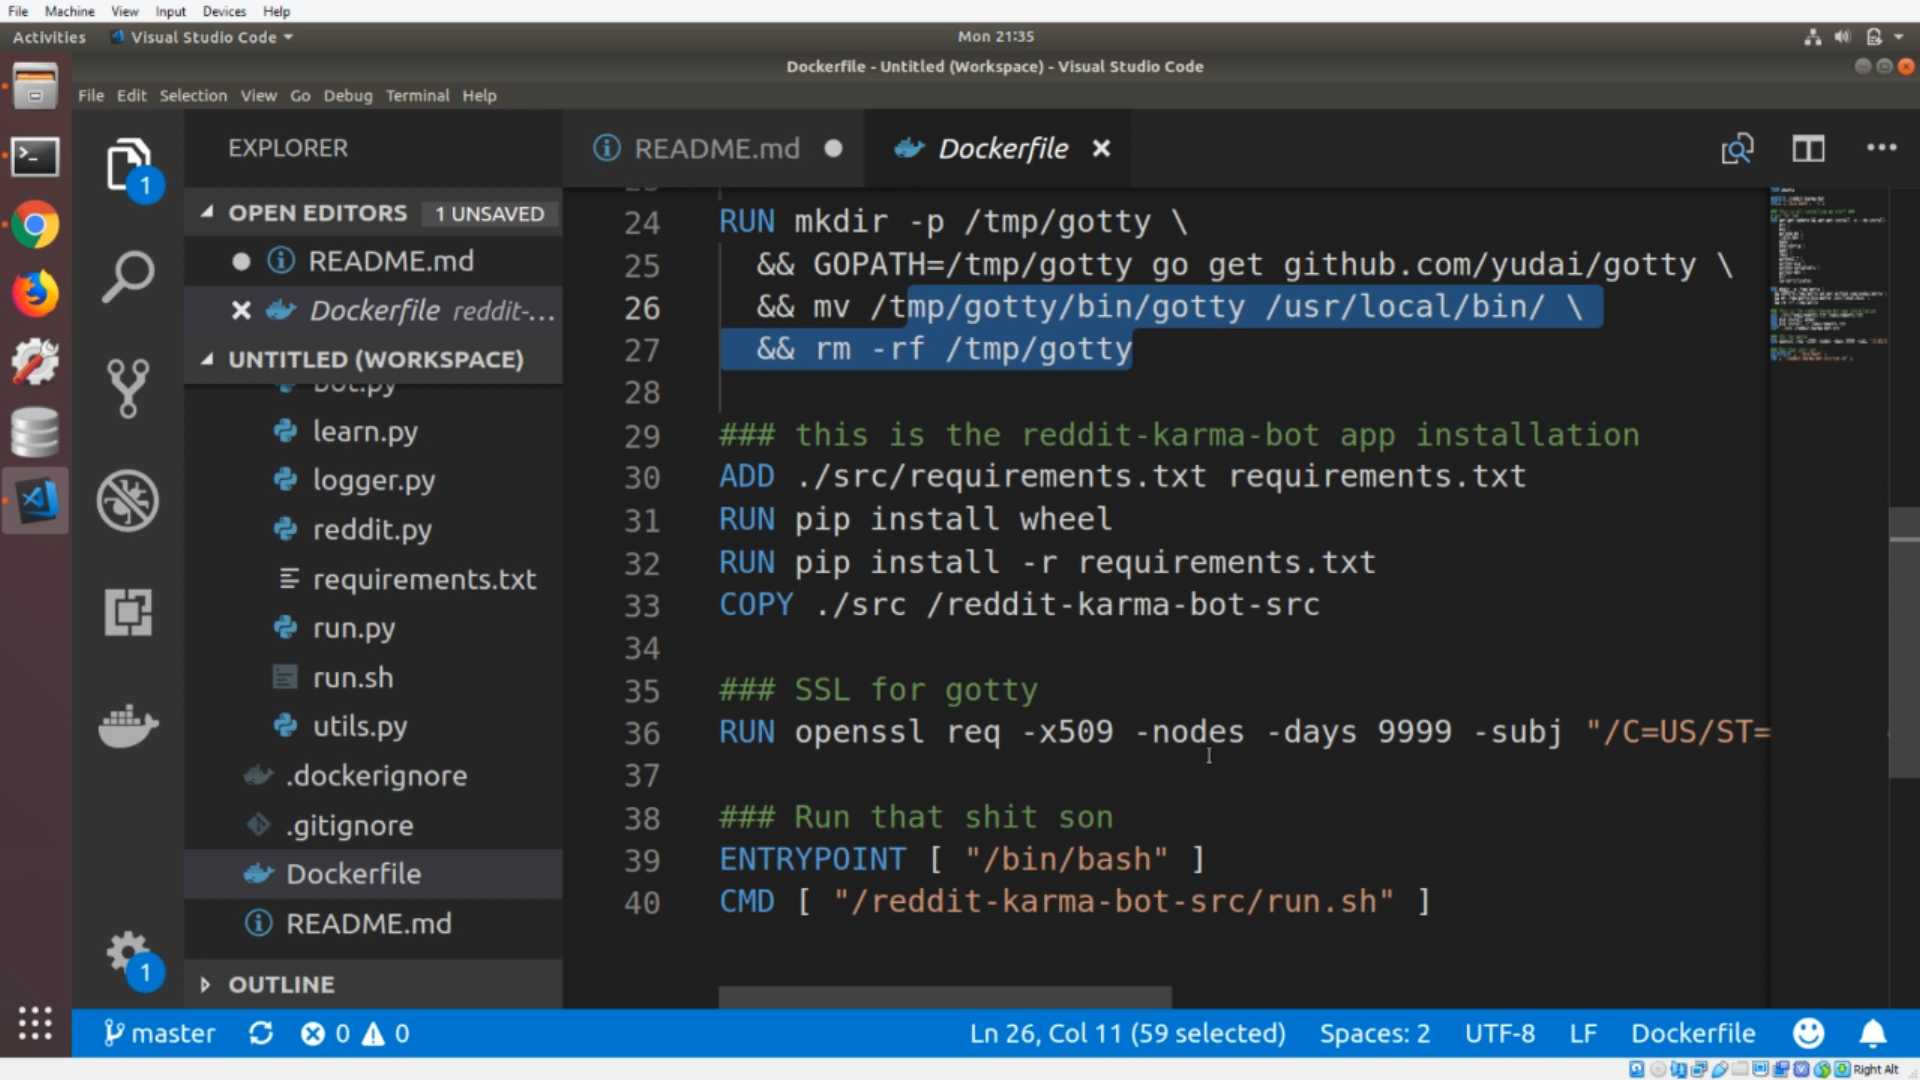 File Machine View Input Devices Help
Activities Visual Studio Code Mon 21:35
Dockerfile - Untitled (Workspace) - Visual Studio Code
File Edit Selection View Go Debug Terminal Help
EXPLORER
README.md Dockerfile
OPEN EDITORS 1 UNSAVED
README.md
Dockerfile reddit-...
UNTITLED (WORKSPACE)
bot.py
learn.py
logger.py
reddit.py
requirements.txt
run.py
run.sh
utils.py
.dockerignore
.gitignore
Dockerfile
README.md
OUTLINE
1
1
24 RUN mkdir -p /tmp/gotty \
25 && GOPATH=/tmp/gotty go get github.com/yudai/gotty \
26 && mv /tmp/gotty/bin/gotty /usr/local/bin/ \
27 && rm -rf /tmp/gotty
28
29 ### this is the reddit-karma-bot app installation
30 ADD ./src/requirements.txt requirements.txt
31 RUN pip install wheel
32 RUN pip install -r requirements.txt
33 COPY ./src /reddit-karma-bot-src
34
35 ### SSL for gotty
36 RUN openssl req -x509 -nodes -days 9999 -subj "/C=US/ST=
37
38 ### Run that shit son
39 ENTRYPOINT [ "/bin/bash" ]
40 CMD [ "/reddit-karma-bot-src/run.sh" ]
master 0 0 Ln 26, Col 11 (59 selected) Spaces: 2 UTF-8 LF Dockerfile
Right Alt